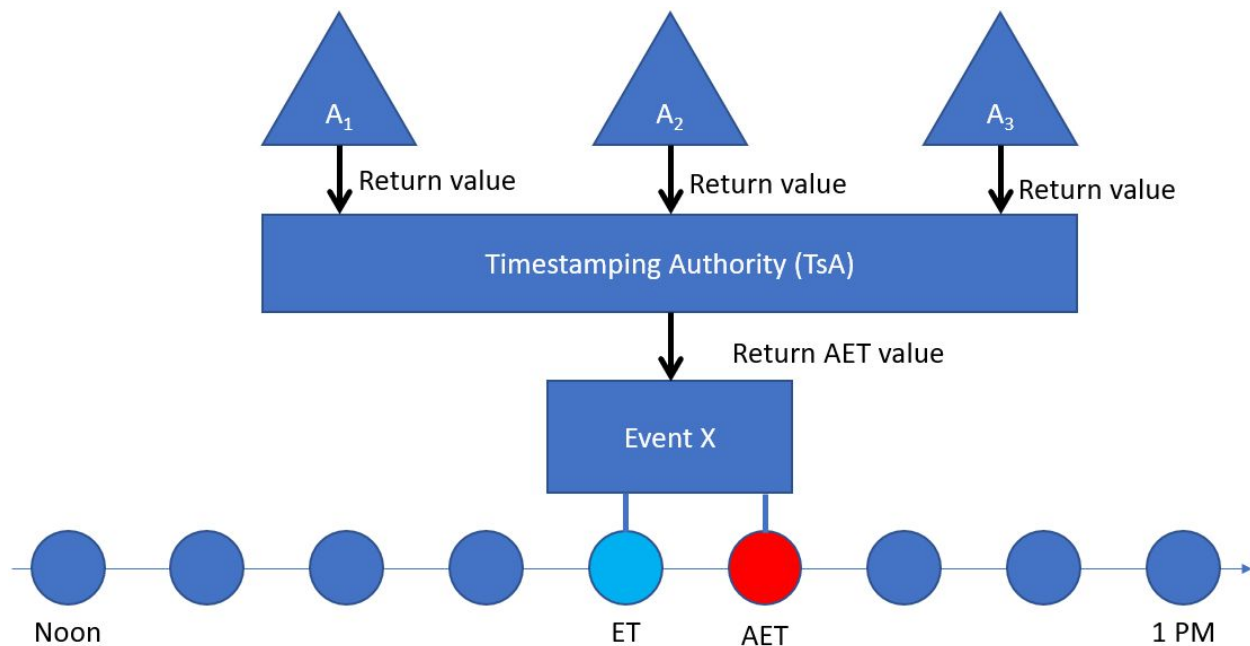 A1
A2
A3
Return value
Return value
Return value
Timestamping Authority (TsA)
Return AET value
Event X
Noon
ET
AET
1 PM